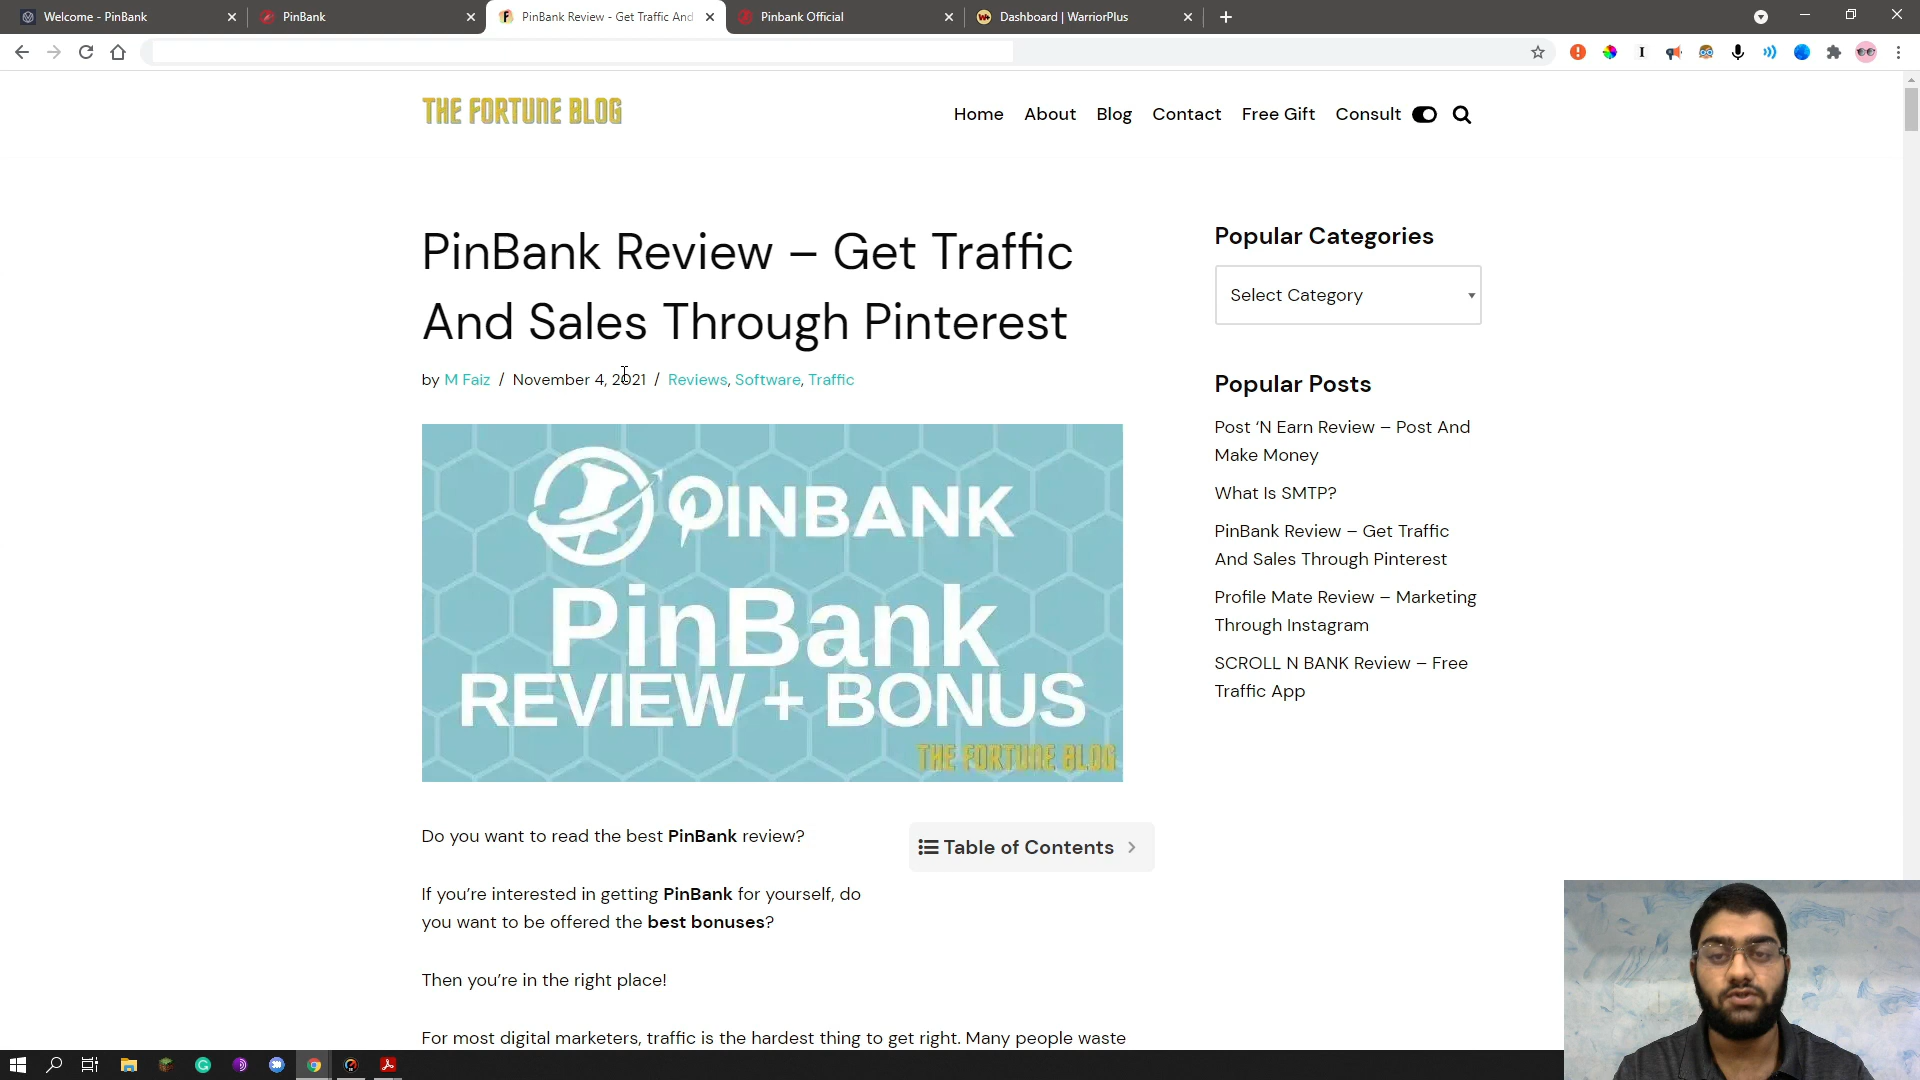 Welcome - PinBank
PinBank
PinBank Review - Get Traffic And
Pinbank Official
Dashboard | WarriorPlus
THE FORTUNE BLOG
Home
About
Blog
Contact
Free Gift
Consult
PinBank Review – Get Traffic
And Sales Through Pinterest
by M Faiz / November 4, 2021 / Reviews, Software, Traffic
PINBANK
PinBank
REVIEW + BONUS
THE FORTUNE BLOG
Do you want to read the best PinBank review?
Table of Contents
If you’re interested in getting PinBank for yourself, do
you want to be offered the best bonuses?
Then you’re in the right place!
For most digital marketers, traffic is the hardest thing to get right. Many people waste
Popular Categories
Select Category
Popular Posts
Post ‘N Earn Review – Post And
Make Money
What Is SMTP?
PinBank Review – Get Traffic
And Sales Through Pinterest
Profile Mate Review – Marketing
Through Instagram
SCROLL N BANK Review – Free
Traffic App